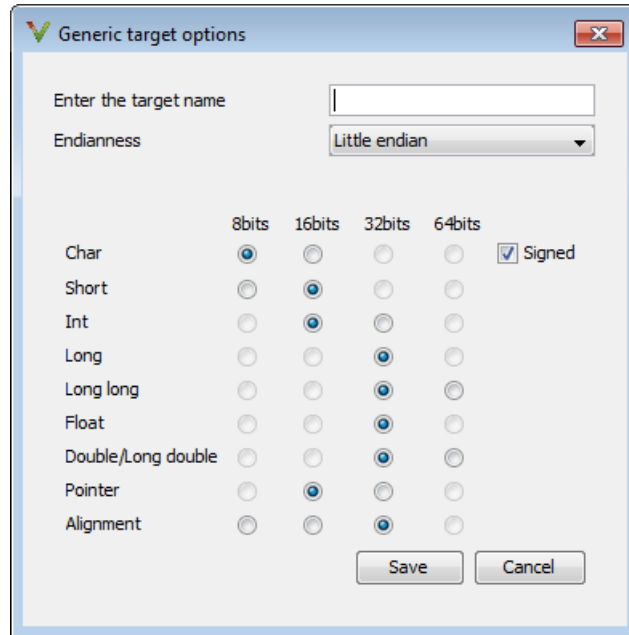 Generic target options
Enter the target name
Endianness Little endian
8bits 16bits 32bits 64bits
Char Signed
Short
Int
Long
Long long
Float
Double/Long double
Pointer
Alignment
Save Cancel